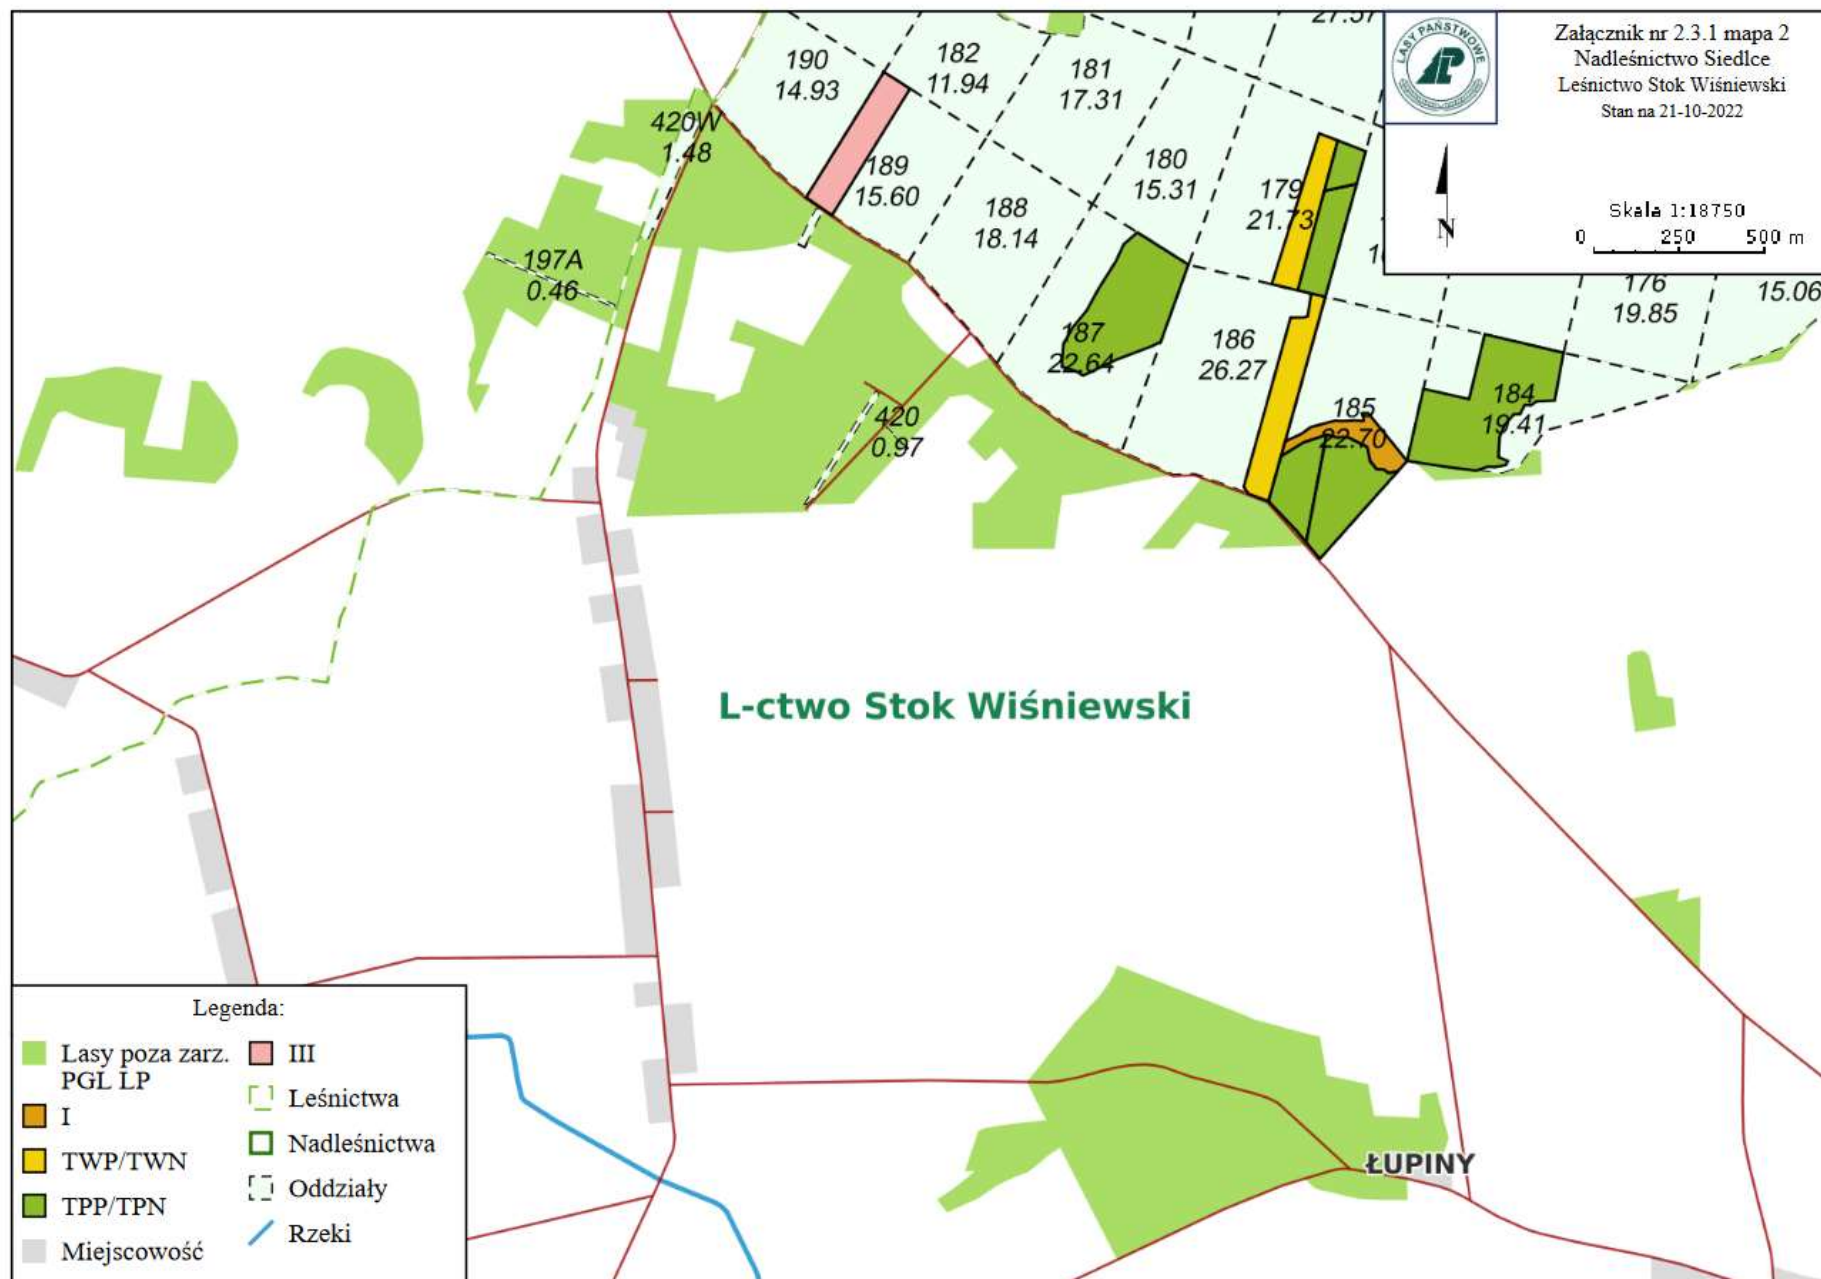 27.57
Załącznik nr 2.3.1 mapa 2
Nadleśnictwo Siedlce
Leśnictwo Stok Wiśniewski
Stan na 21-10-2022
LASY PAŃSTWOWE
N
Skala 1:18750
0 250 500 m
190
14.93
182
11.94
181
17.31
420W
1.48
189
15.60
180
15.31
179
21.73
188
18.14
197A
0.46
176
19.85
15.06
187
22.64
186
26.27
184
19.41
185
22.70
420
0.97
L-ctwo Stok Wiśniewski
ŁUPINY
Legenda:
Lasy poza zarz.
PGL LP
I
TWP/TWN
TPP/TPN
Miejscowość
III
Leśnictwa
Nadleśnictwa
Oddziały
Rzeki